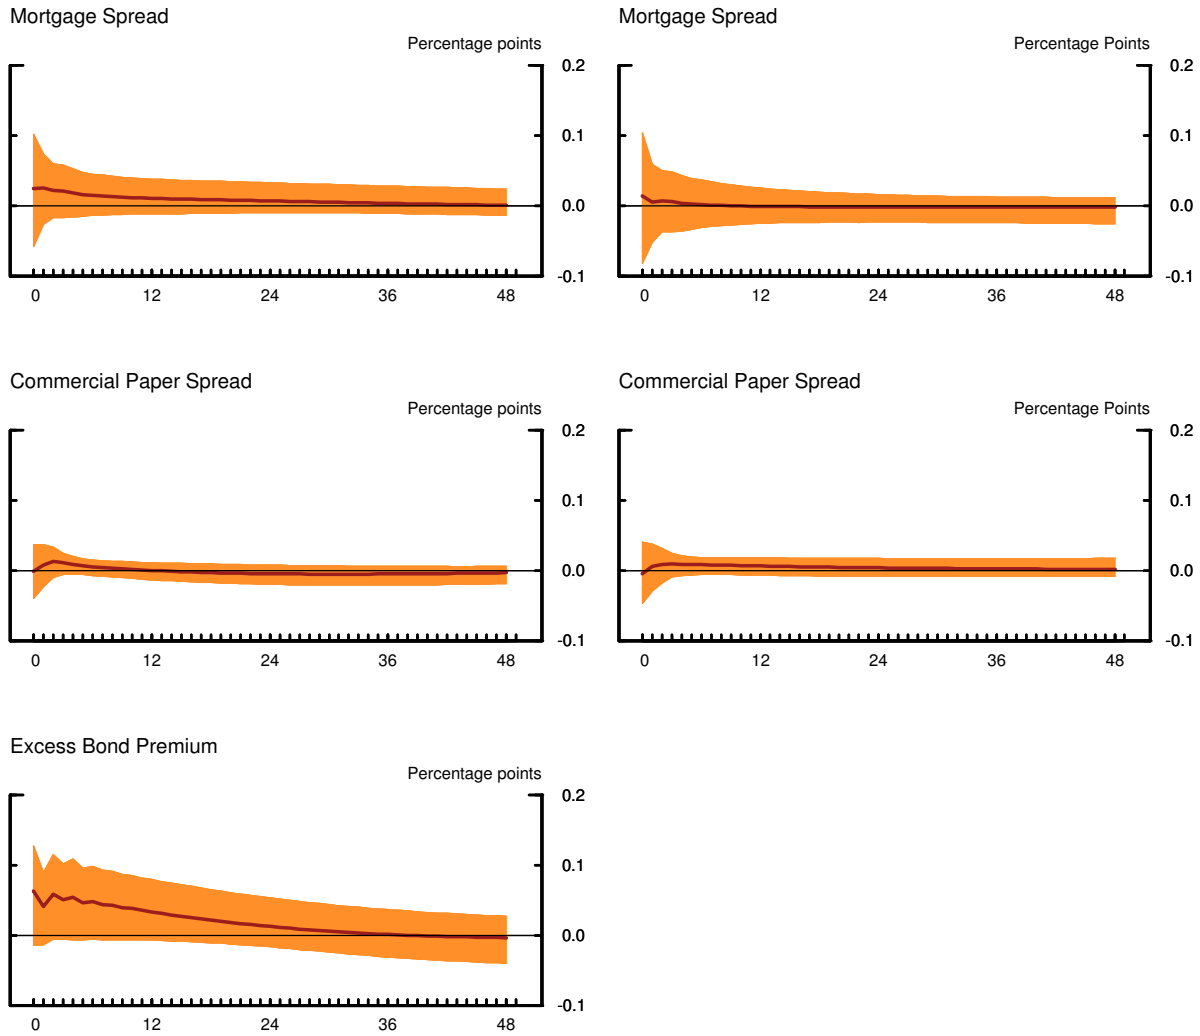 Mortgage Spread
Percentage points
0.2
0.1
0.0
-0.1
0 12 24 36 48
Mortgage Spread
Percentage Points
0.2
0.1
0.0
-0.1
0 12 24 36 48
Commercial Paper Spread
Percentage points
0.2
0.1
0.0
-0.1
0 12 24 36 48
Commercial Paper Spread
Percentage Points
0.2
0.1
0.0
-0.1
0 12 24 36 48
Excess Bond Premium
Percentage points
0.2
0.1
0.0
-0.1
0 12 24 36 48